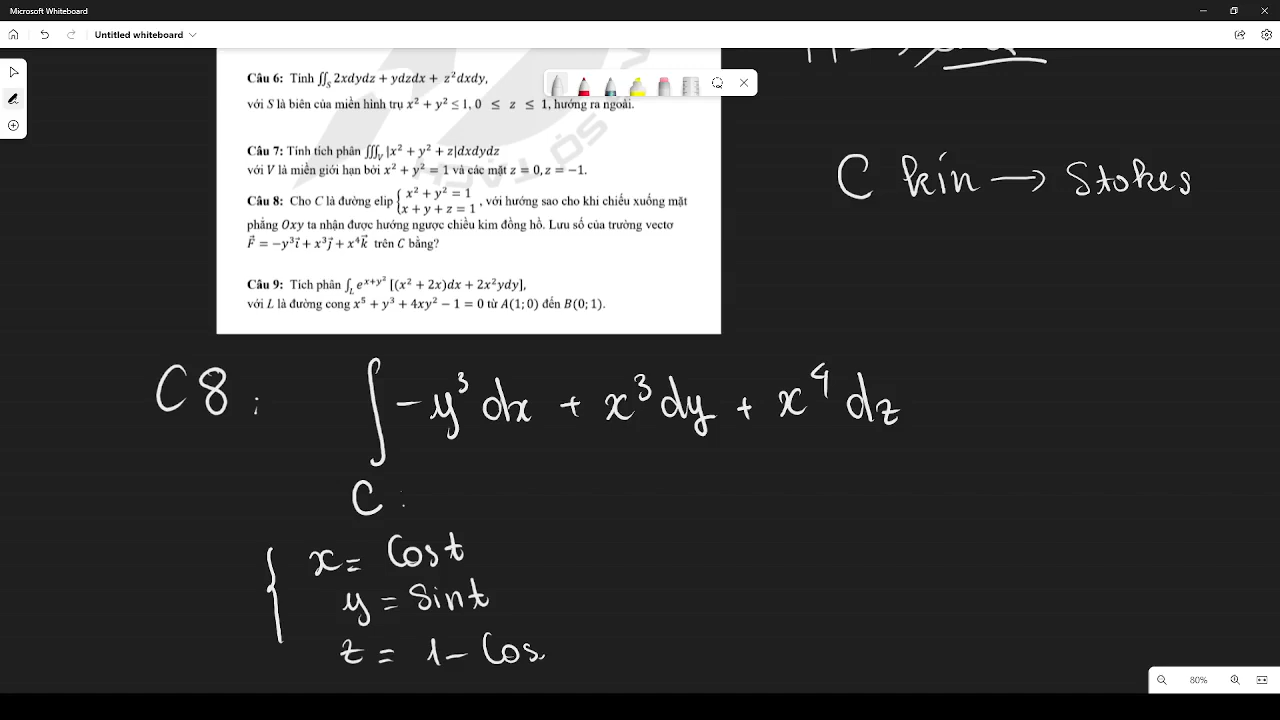 Microsoft Whiteboard
Untitled whiteboard
Câu 6: Tính ∬_S 2xdydz + ydzdx + z²dxdy,
với S là biên của miền hình trụ x² + y² ≤ 1, 0 ≤ z ≤ 1, hướng ra ngoài.
Câu 7: Tính tích phân ∭_V |x² + y² + z|dxdydz
với V là miền giới hạn bởi x² + y² = 1 và các mặt z = 0, z = −1.
Câu 8: Cho C là đường elip { x² + y² = 1
x + y + z = 1 , với hướng sao cho khi chiếu xuống mặt
phẳng Oxy ta nhận được hướng ngược chiều kim đồng hồ. Lưu số của trường vectơ
F⃗ = −y³i⃗ + x³j⃗ + x⁴k⃗ trên C bằng?
Câu 9: Tích phân ∫_L e^{x+y²} [(x² + 2x)dx + 2x²ydy],
với L là đường cong x⁵ + y³ + 4xy² − 1 = 0 từ A(1; 0) đến B(0; 1).
C kín → Stokes
C8 : ∫ − y³ dx + x³ dy + x⁴ dz
C :
{ x = Cost
y = Sint
z = 1 − Cos
80%